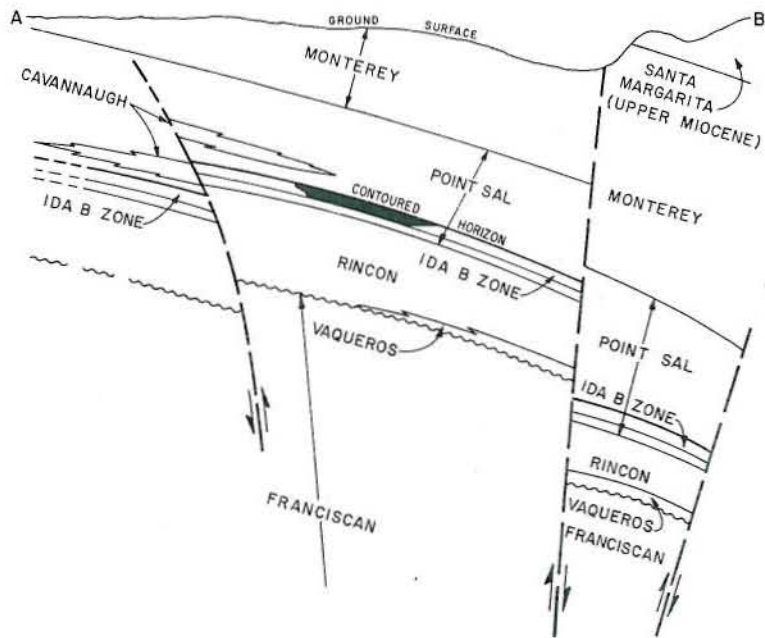 A
GROUND SURFACE
B
MONTEREY
SANTA
MARGARITA
(UPPER MIOCENE)
CAVANNAUGH
POINT SAL
MONTEREY
CONTOURED
HORIZON
IDA B ZONE
IDA B ZONE
RINCON
VAQUEROS
POINT SAL
IDA B ZONE
RINCON
VAQUEROS
FRANCISCAN
FRANCISCAN